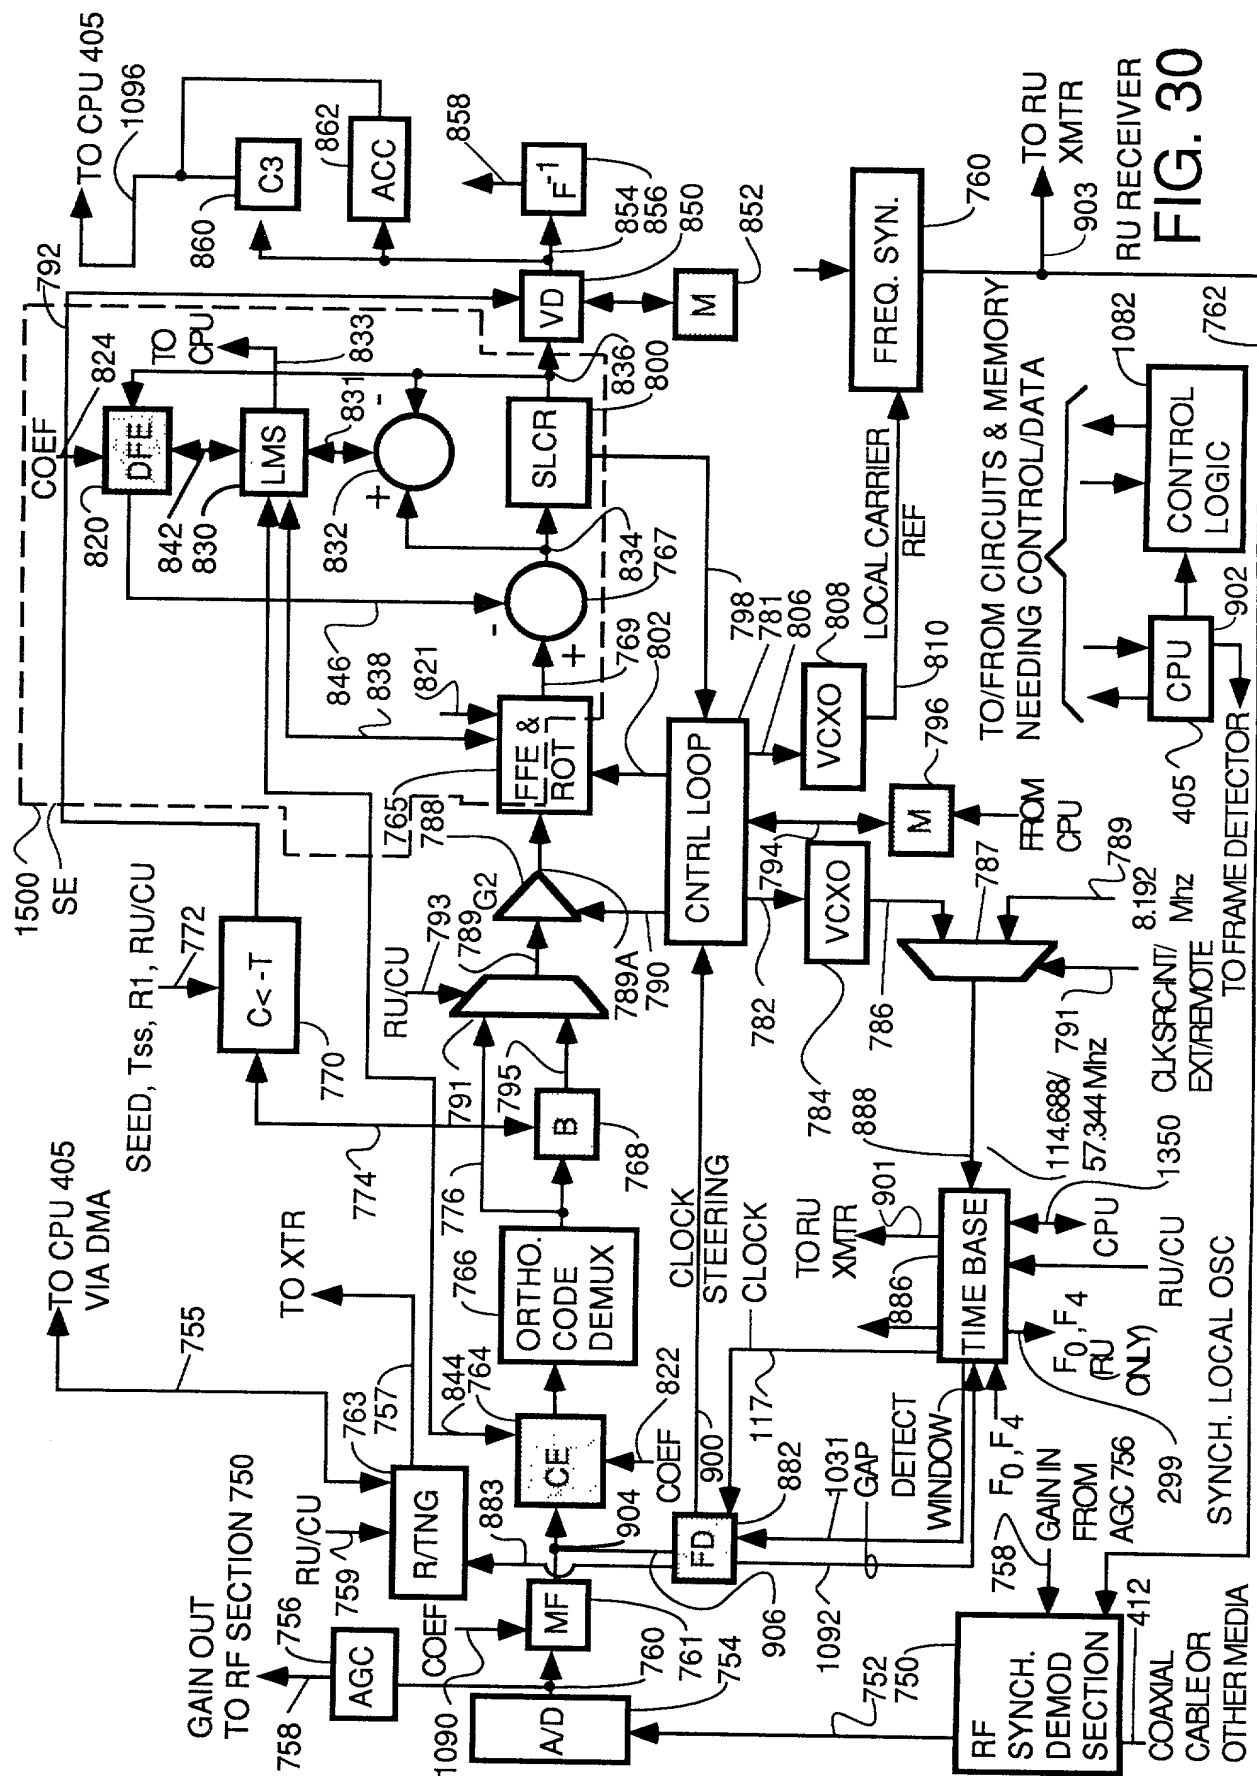 GAIN OUT
TO RF SECTION 750
758
AGC
756
RU/CU
759
TO CPU 405
VIA DMA
755
763
R/TNG
757
TO XTR
883
COEF
1090
MF
761
760
754
A/D
844
764
CE
822
COEF
904
906
766
ORTHO.
CODE
DEMUX
776
774
B
768
795
791
SEED, Tss, R1, RU/CU
772
C<-T
770
1500
SE
RU/CU
793
789
G2
788
789A
790
765
FFE &
ROT
838
846
821
769
802
+
-
767
834
SLCR
800
836
832
+
-
831
LMS
830
842
833
TO
CPU
DFE
820
COEF
824
792
VD
850
M
852
854
856
F-1
858
ACC
862
C3
860
TO CPU 405
1096
CLOCK
STEERING
CLOCK
900
117
FD
882
1031
GAP
1092
DETECT
WINDOW
CNTRL LOOP
798
781
806
782
794
VCXO
784
786
VCXO
808
810
LOCAL CARRIER
REF
FREQ. SYN.
760
M
796
FROM
CPU
787
789
8.192
Mhz
791
CLKSRC-INT/
EXT/REMOTE
888
114.688/
57.344 Mhz
TIME BASE
886
TO RU
XMTR
901
1350
CPU
RU/CU
F0, F4
(RU
ONLY)
299
F0, F4
758
GAIN IN
FROM
AGC 756
SYNCH. LOCAL OSC
752
750
RF
SYNCH.
DEMOD
SECTION
412
COAXIAL
CABLE OR
OTHER MEDIA
TO/FROM CIRCUITS & MEMORY
NEEDING CONTROL/DATA
CPU
405
902
TO FRAME DETECTOR
CONTROL
LOGIC
1082
762
TO RU
XMTR
903
RU RECEIVER
FIG. 30